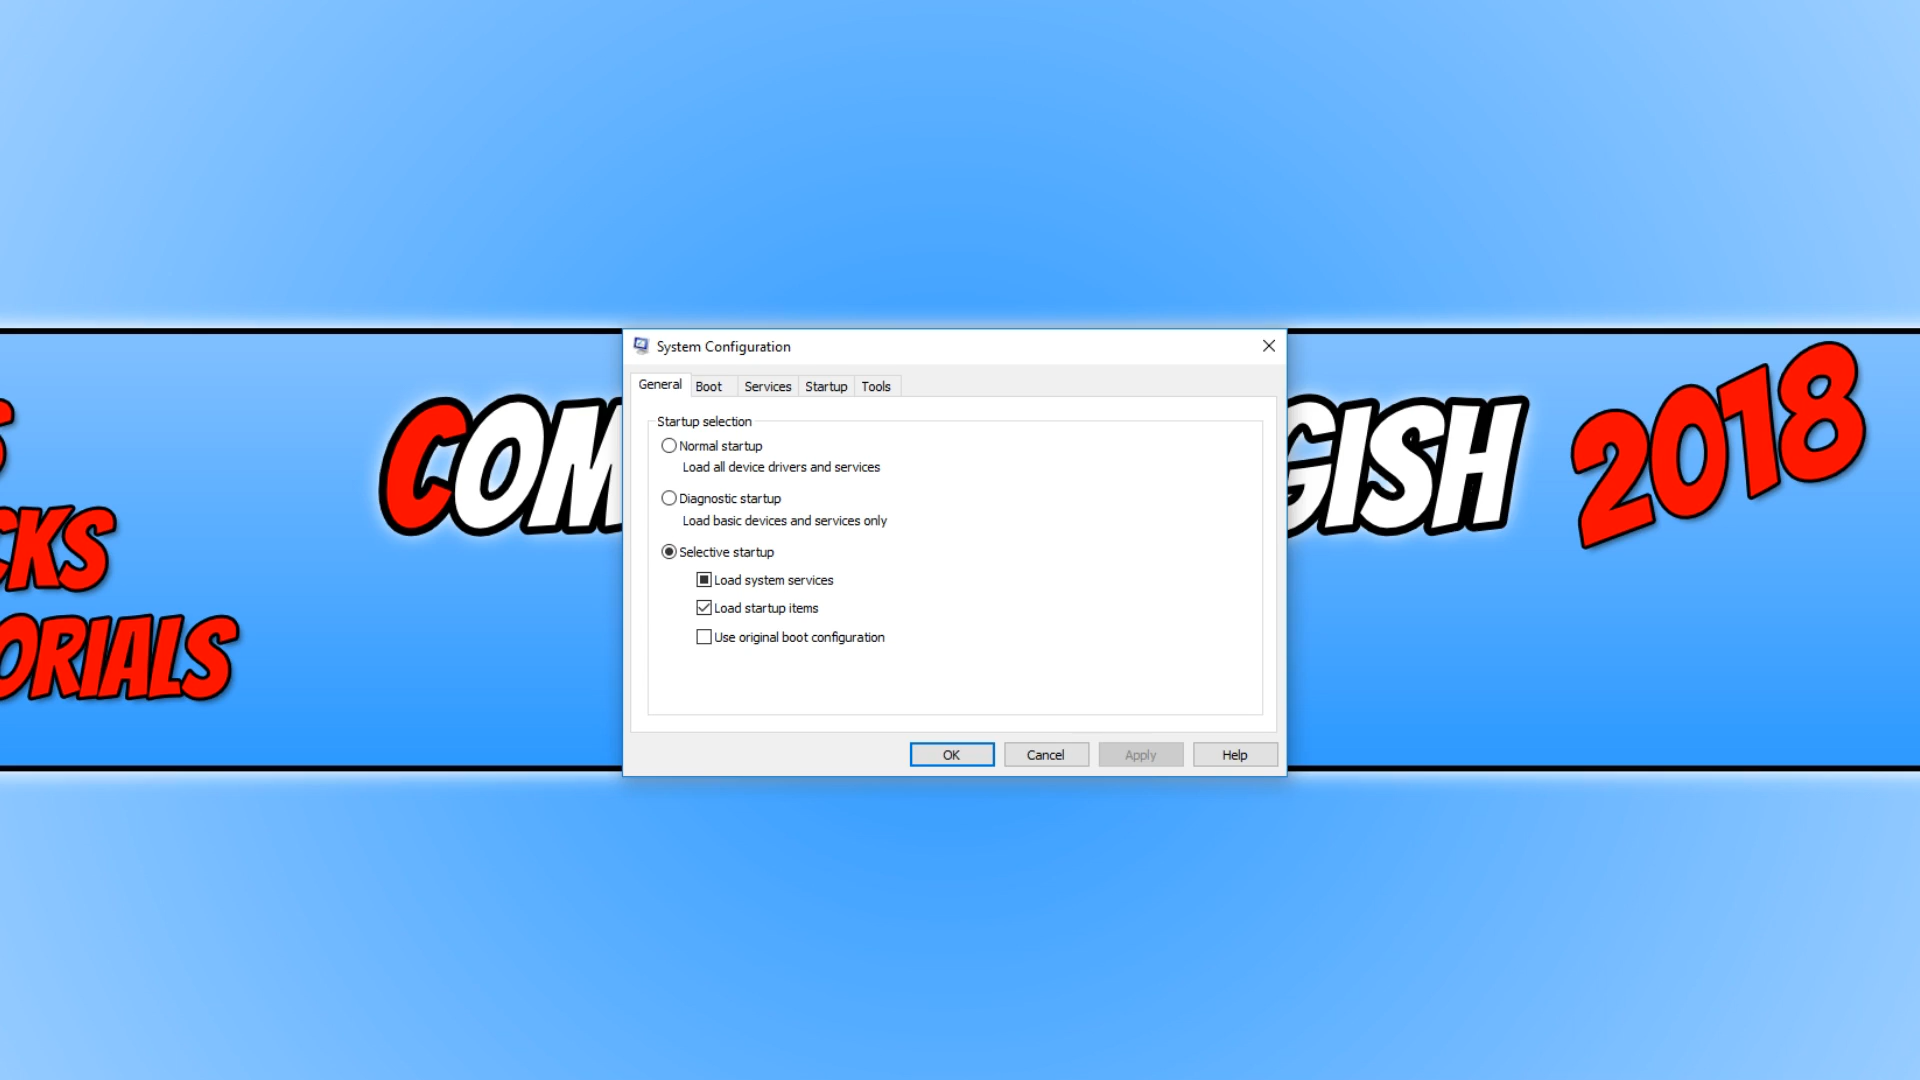 System Configuration
General Boot Services Startup Tools
Startup selection
Normal startup
Load all device drivers and services
Diagnostic startup
Load basic devices and services only
Selective startup
Load system services
Load startup items
Use original boot configuration
OK Cancel Apply Help
S
COM GISH 2018
CKS
ORIALS